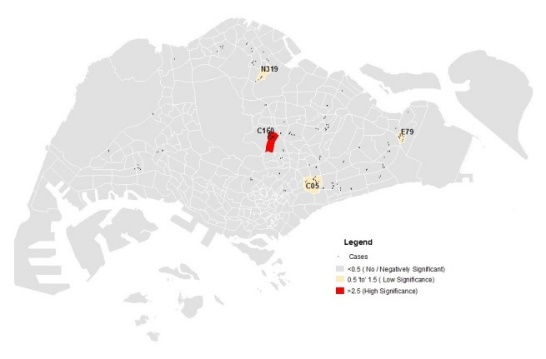 N319
C160
E79
C05
Legend
Cases
<0.5 ( No / Negatively Significant)
0.5 'to' 1.5 ( Low Significance)
>2.5 (High Significance)